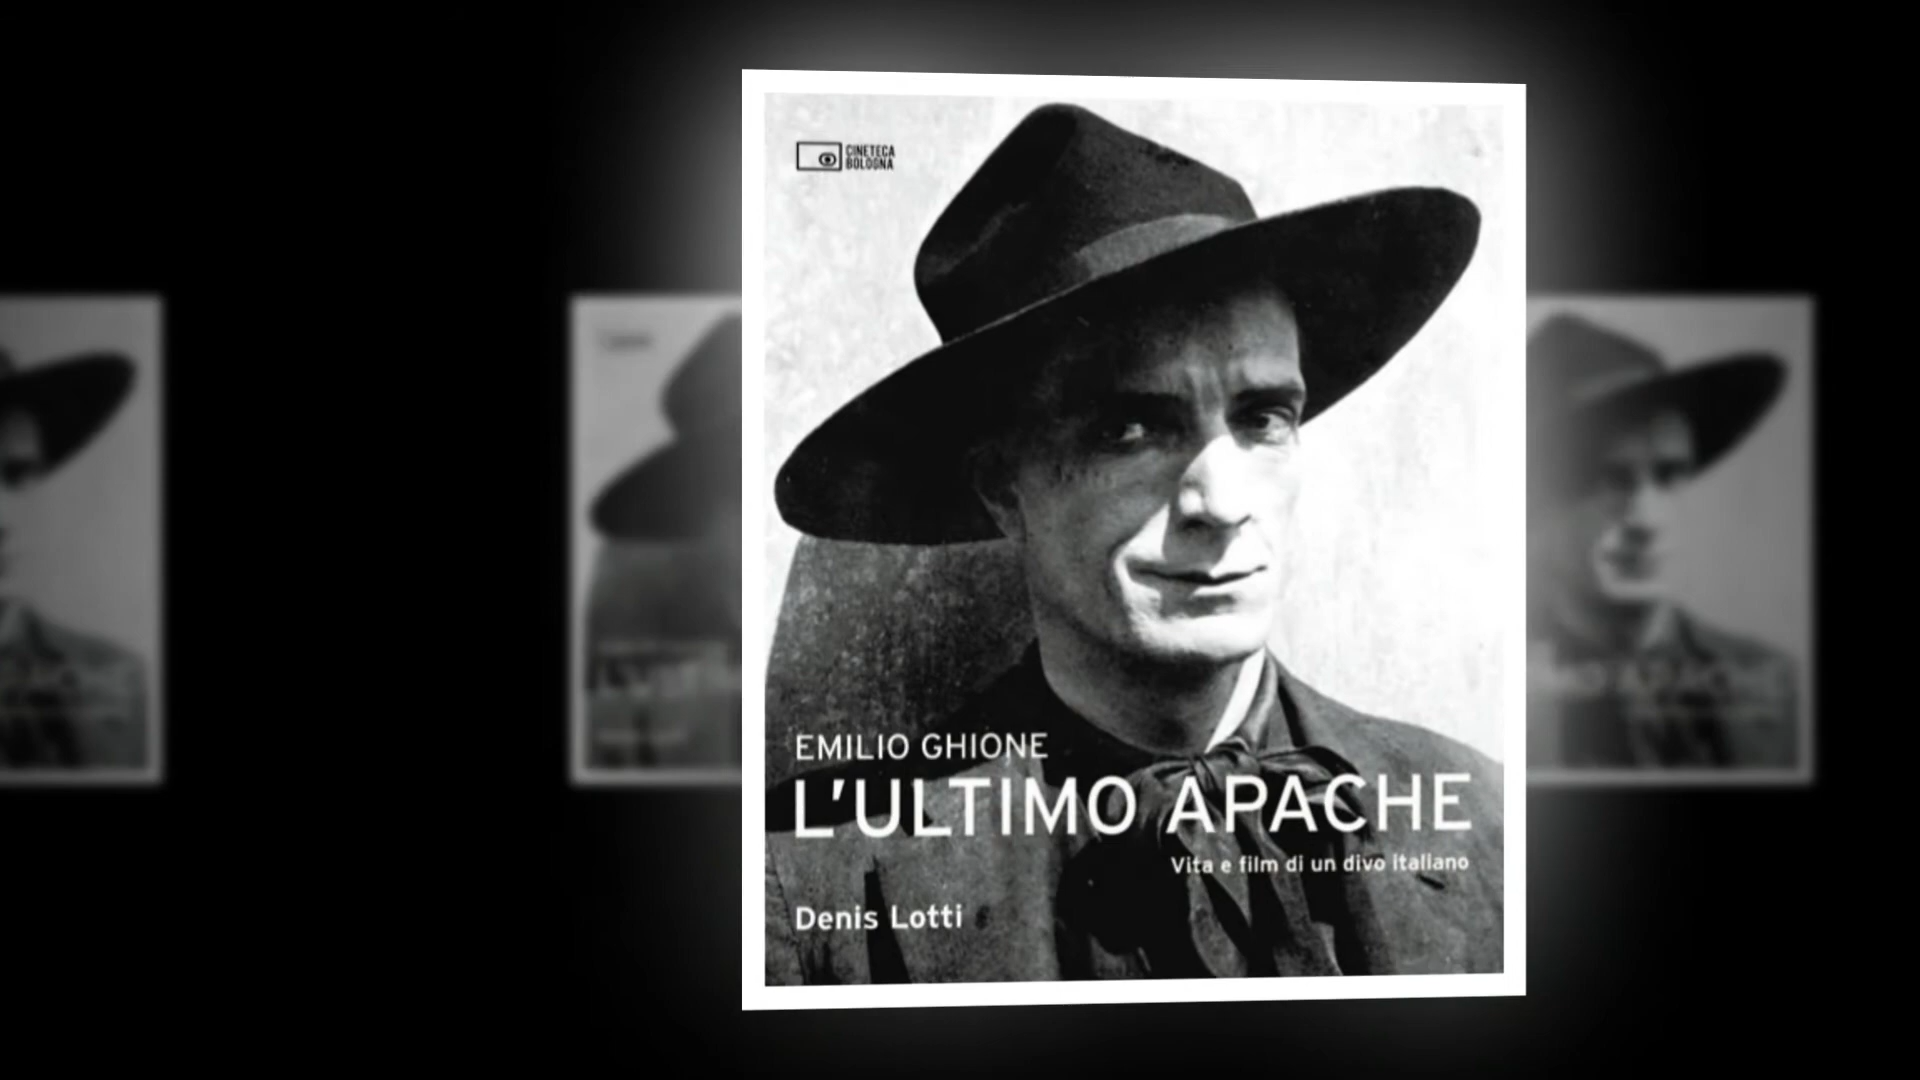 CINETECA
BOLOGNA
EMILIO GHIONE
L'ULTIMO APACHE
Vita e film di un divo italiano
Denis Lotti